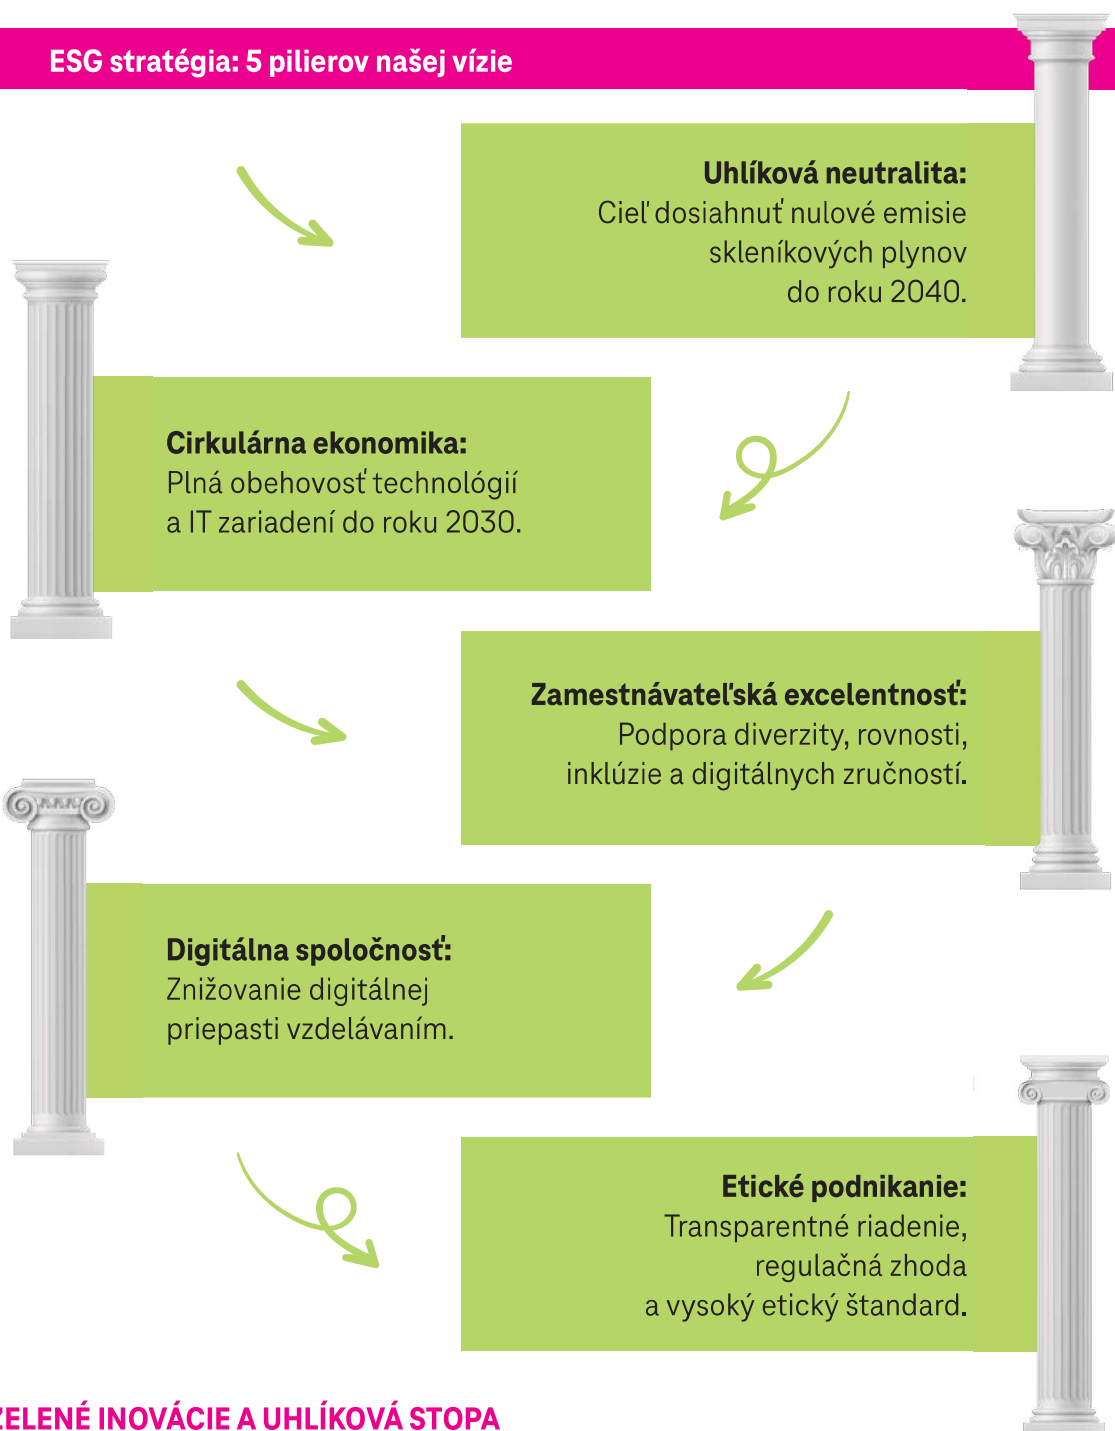 ESG stratégia: 5 pilierov našej vízie
Uhlíková neutralita:
Cieľ dosiahnuť nulové emisie
skleníkových plynov
do roku 2040.
Cirkulárna ekonomika:
Plná obehovosť technológií
a IT zariadení do roku 2030.
Zamestnávateľská excelentnosť:
Podpora diverzity, rovnosti,
inklúzie a digitálnych zručností.
Digitálna spoločnosť:
Znižovanie digitálnej
priepasti vzdelávaním.
Etické podnikanie:
Transparentné riadenie,
regulačná zhoda
a vysoký etický štandard.
ZELENÉ INOVÁCIE A UHLÍKOVÁ STOPA